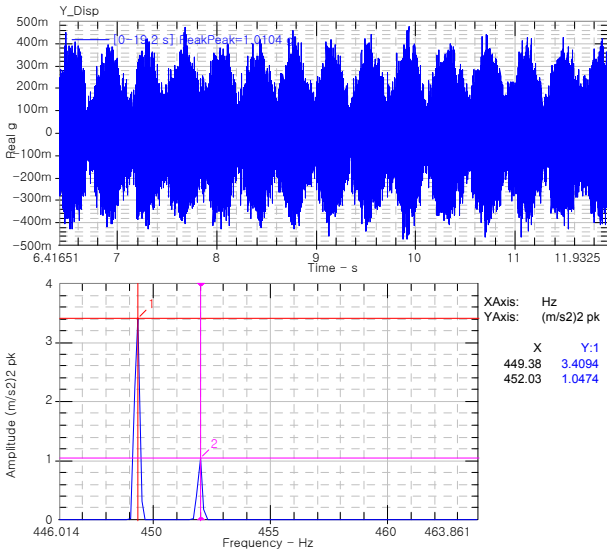 Y_Disp
[0-19.2 s] PeakPeak=1.0104 g
500m
400m
300m
200m
100m
0
-100m
-200m
-300m
-400m
-500m
Real g
6.41651 7 8 9 10 11 11.9325
Time - s
4
3
2
1
0
Amplitude (m/s2)2 pk
1
2
446.014 450 455 460 463.861
Frequency - Hz
XAxis: Hz
YAxis: (m/s2)2 pk
X Y:1
449.38 3.4094
452.03 1.0474